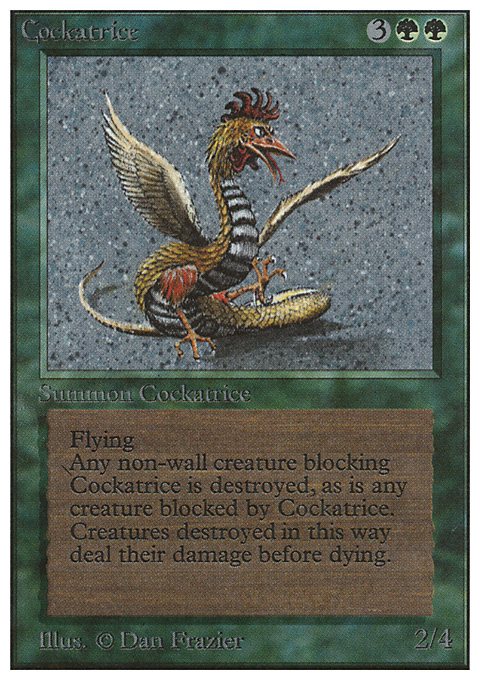 Cockatrice 3
Summon Cockatrice
Flying
Any non-wall creature blocking
Cockatrice is destroyed, as is any
creature blocked by Cockatrice.
Creatures destroyed in this way
deal their damage before dying.
Illus. © Dan Frazier 2/4